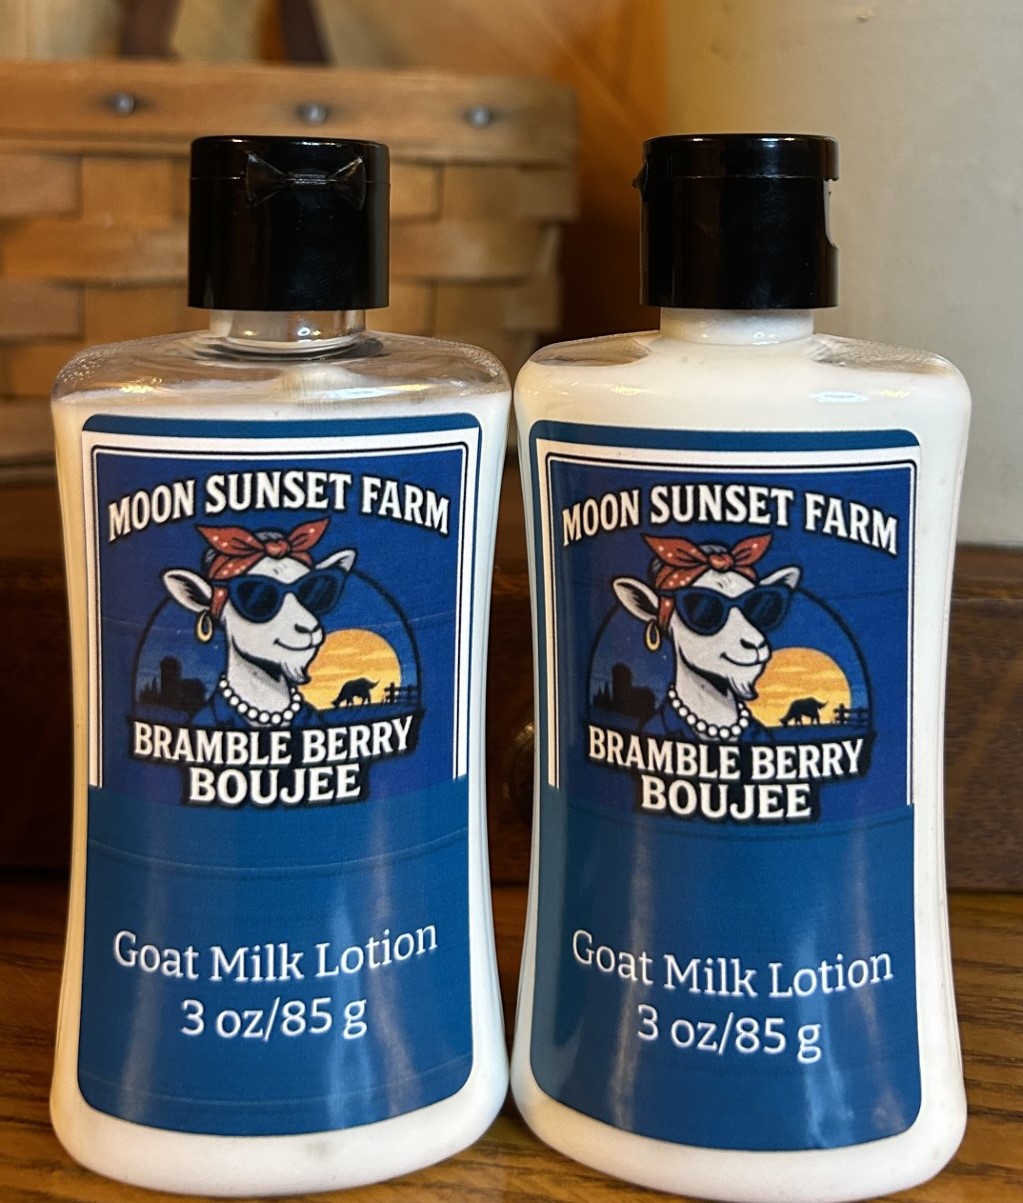 MOON SUNSET FARM
BRAMBLE BERRY
BOUJEE
Goat Milk Lotion
3 oz/85 g
MOON SUNSET FARM
BRAMBLE BERRY
BOUJEE
Goat Milk Lotion
3 oz/85 g